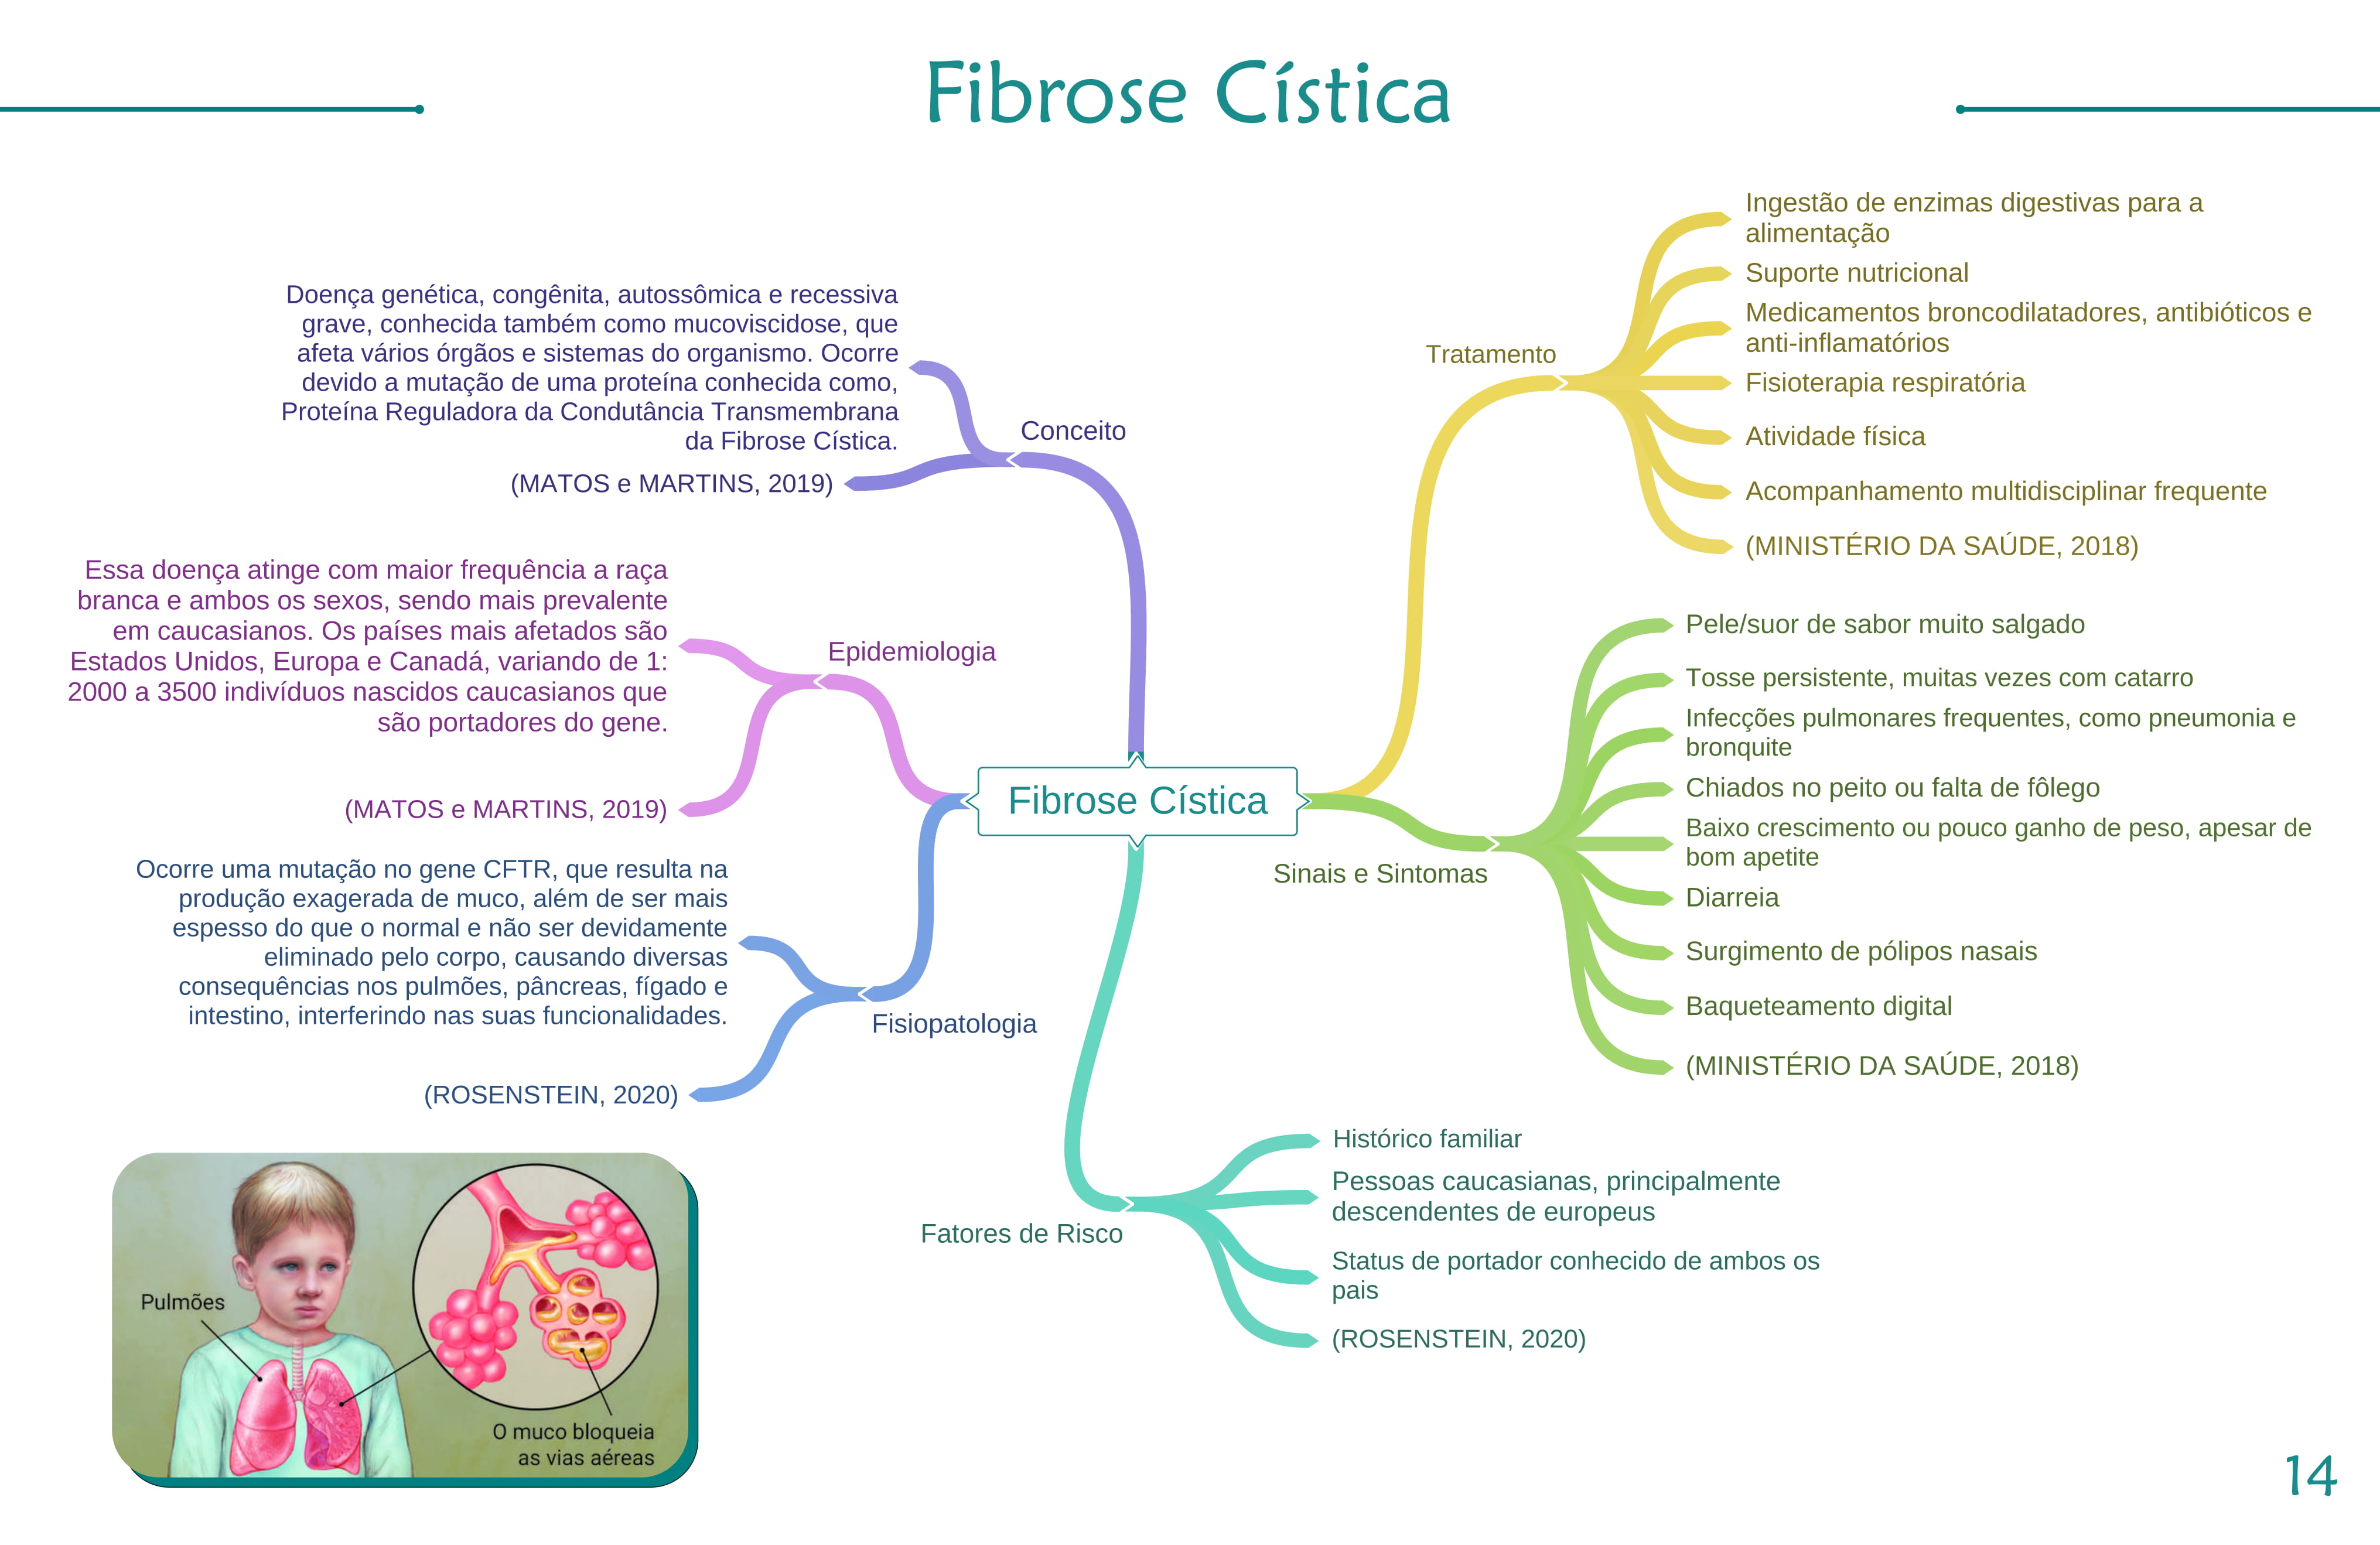 Fibrose Cística
Doença genética, congênita, autossômica e recessiva
grave, conhecida também como mucoviscidose, que
afeta vários órgãos e sistemas do organismo. Ocorre
devido a mutação de uma proteína conhecida como,
Proteína Reguladora da Condutância Transmembrana
da Fibrose Cística.
(MATOS e MARTINS, 2019)
Conceito
Essa doença atinge com maior frequência a raça
branca e ambos os sexos, sendo mais prevalente
em caucasianos. Os países mais afetados são
Estados Unidos, Europa e Canadá, variando de 1:
2000 a 3500 indivíduos nascidos caucasianos que
são portadores do gene.
(MATOS e MARTINS, 2019)
Epidemiologia
Ocorre uma mutação no gene CFTR, que resulta na
produção exagerada de muco, além de ser mais
espesso do que o normal e não ser devidamente
eliminado pelo corpo, causando diversas
consequências nos pulmões, pâncreas, fígado e
intestino, interferindo nas suas funcionalidades.
(ROSENSTEIN, 2020)
Fisiopatologia
Fibrose Cística
Tratamento
Ingestão de enzimas digestivas para a
alimentação
Suporte nutricional
Medicamentos broncodilatadores, antibióticos e
anti-inflamatórios
Fisioterapia respiratória
Atividade física
Acompanhamento multidisciplinar frequente
(MINISTÉRIO DA SAÚDE, 2018)
Sinais e Sintomas
Pele/suor de sabor muito salgado
Tosse persistente, muitas vezes com catarro
Infecções pulmonares frequentes, como pneumonia e
bronquite
Chiados no peito ou falta de fôlego
Baixo crescimento ou pouco ganho de peso, apesar de
bom apetite
Diarreia
Surgimento de pólipos nasais
Baqueteamento digital
(MINISTÉRIO DA SAÚDE, 2018)
Fatores de Risco
Histórico familiar
Pessoas caucasianas, principalmente
descendentes de europeus
Status de portador conhecido de ambos os
pais
(ROSENSTEIN, 2020)
Pulmões
O muco bloqueia
as vias aéreas
14